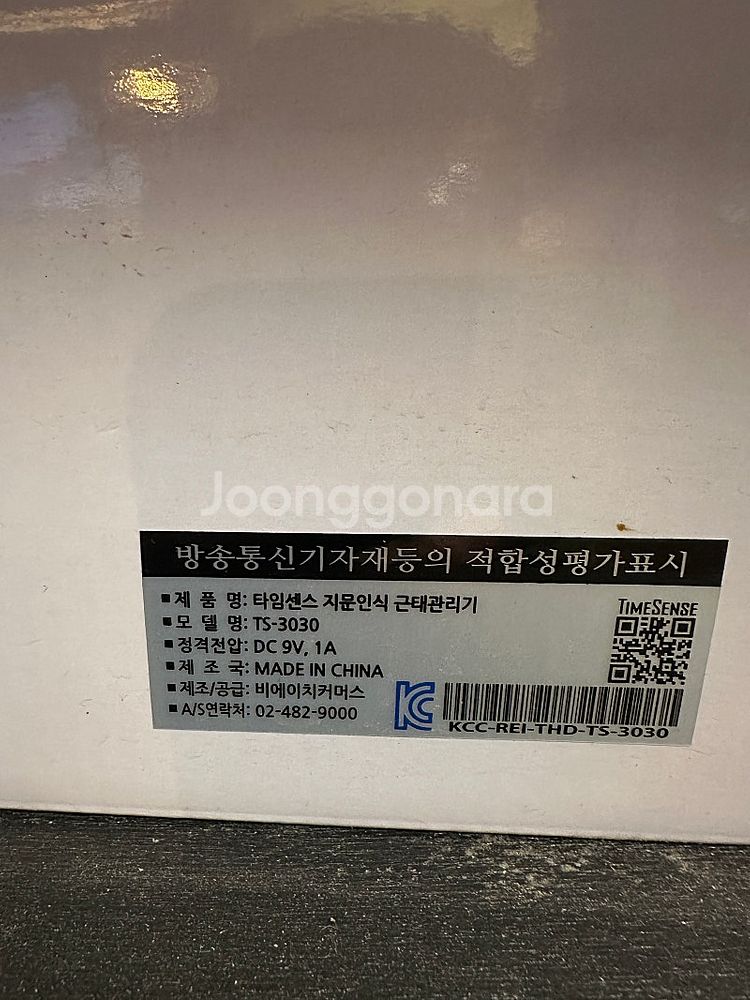 Joonggonara
방송통신기자재등의 적합성평가표시
■제 품 명: 타임센스 지문인식 근태관리기
■모 델 명: TS-3030
■정격전압: DC 9V, 1A
■제 조 국: MADE IN CHINA
■제조/공급: 비에이치커머스
■A/S연락처: 02-482-9000
TIMESENSE
KCC-REI-THD-TS-3030